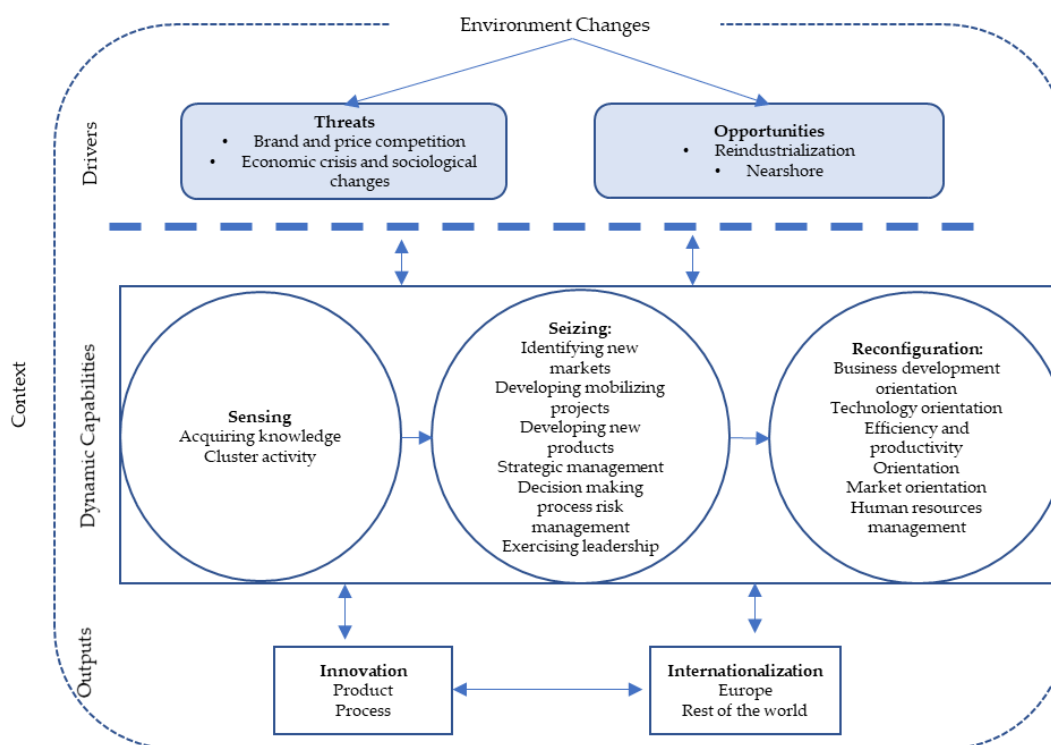 Environment Changes
Threats
• Brand and price competition
• Economic crisis and sociological
changes
Opportunities
• Reindustrialization
• Nearshore
Drivers
Context
Dynamic Capabilities
Sensing
Acquiring knowledge
Cluster activity
Seizing:
Identifying new
markets
Developing mobilizing
projects
Developing new
products
Strategic management
Decision making
process risk
management
Exercising leadership
Reconfiguration:
Business development
orientation
Technology orientation
Efficiency and
productivity
Orientation
Market orientation
Human resources
management
Outputs
Innovation
Product
Process
Internationalization
Europe
Rest of the world